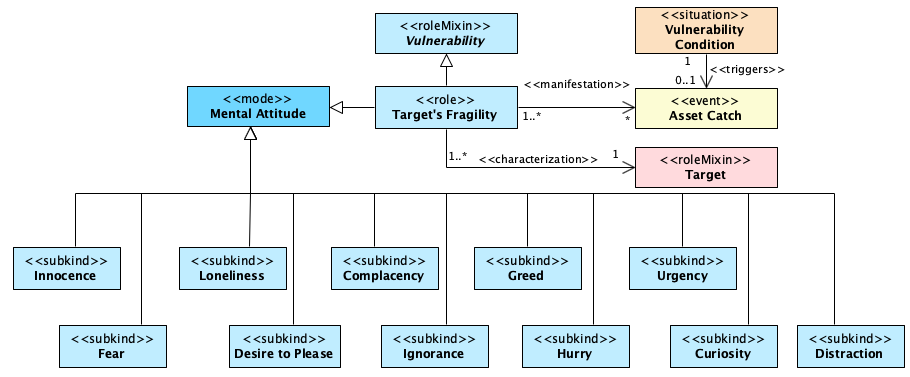 <<roleMixin>>
Vulnerability
<<situation>>
Vulnerability
Condition
1
<<triggers>>
0..1
<<mode>>
Mental Attitude
<<role>>
Target's Fragility
<<manifestation>>
1..*
*
<<event>>
Asset Catch
1..*
<<characterization>>
1
<<roleMixin>>
Target
<<subkind>>
Innocence
<<subkind>>
Loneliness
<<subkind>>
Complacency
<<subkind>>
Greed
<<subkind>>
Urgency
<<subkind>>
Fear
<<subkind>>
Desire to Please
<<subkind>>
Ignorance
<<subkind>>
Hurry
<<subkind>>
Curiosity
<<subkind>>
Distraction